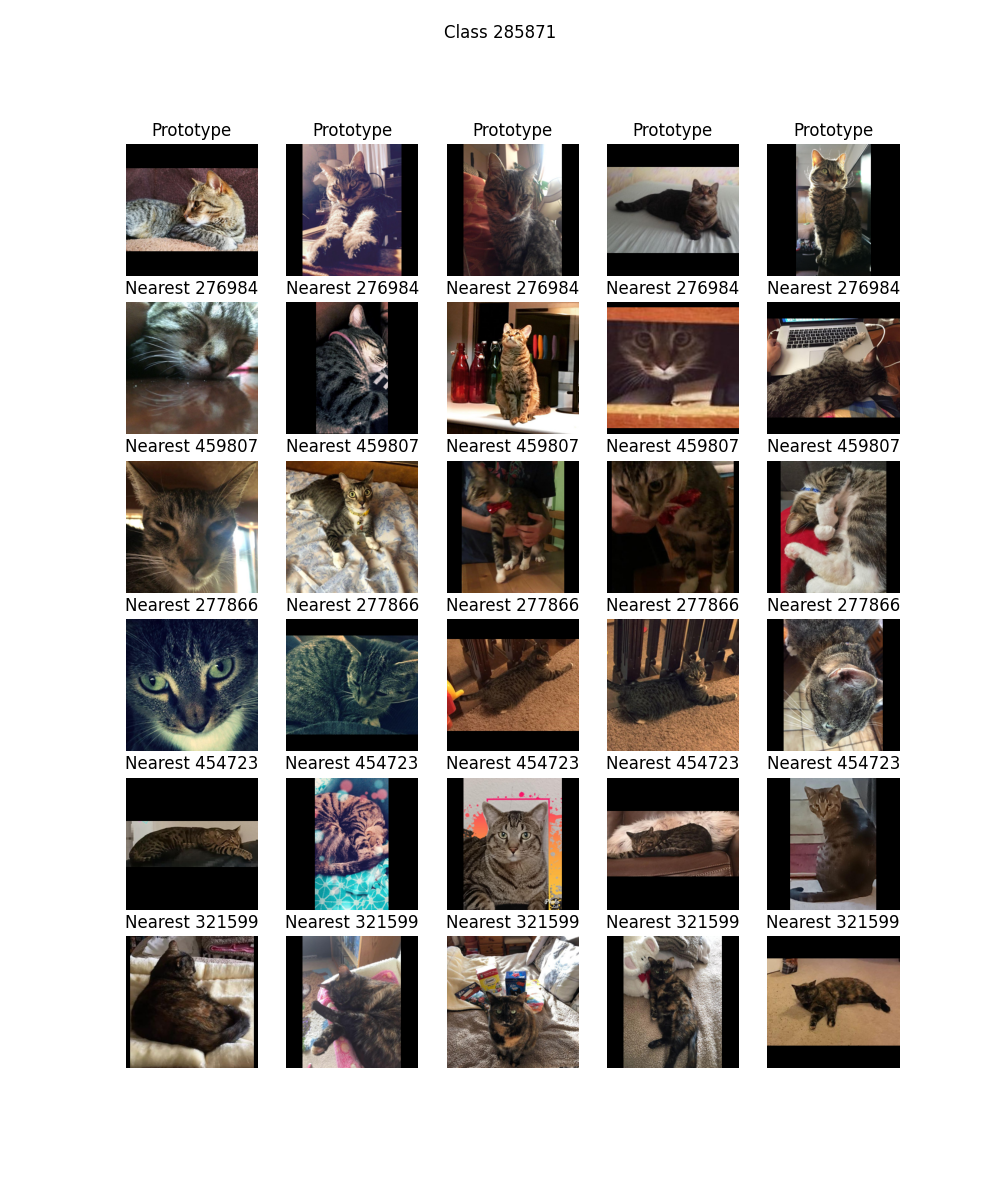 Class 285871
Prototype Prototype Prototype Prototype Prototype
Nearest 276984 Nearest 276984 Nearest 276984 Nearest 276984 Nearest 276984
Nearest 459807 Nearest 459807 Nearest 459807 Nearest 459807 Nearest 459807
Nearest 277866 Nearest 277866 Nearest 277866 Nearest 277866 Nearest 277866
Nearest 454723 Nearest 454723 Nearest 454723 Nearest 454723 Nearest 454723
Nearest 321599 Nearest 321599 Nearest 321599 Nearest 321599 Nearest 321599